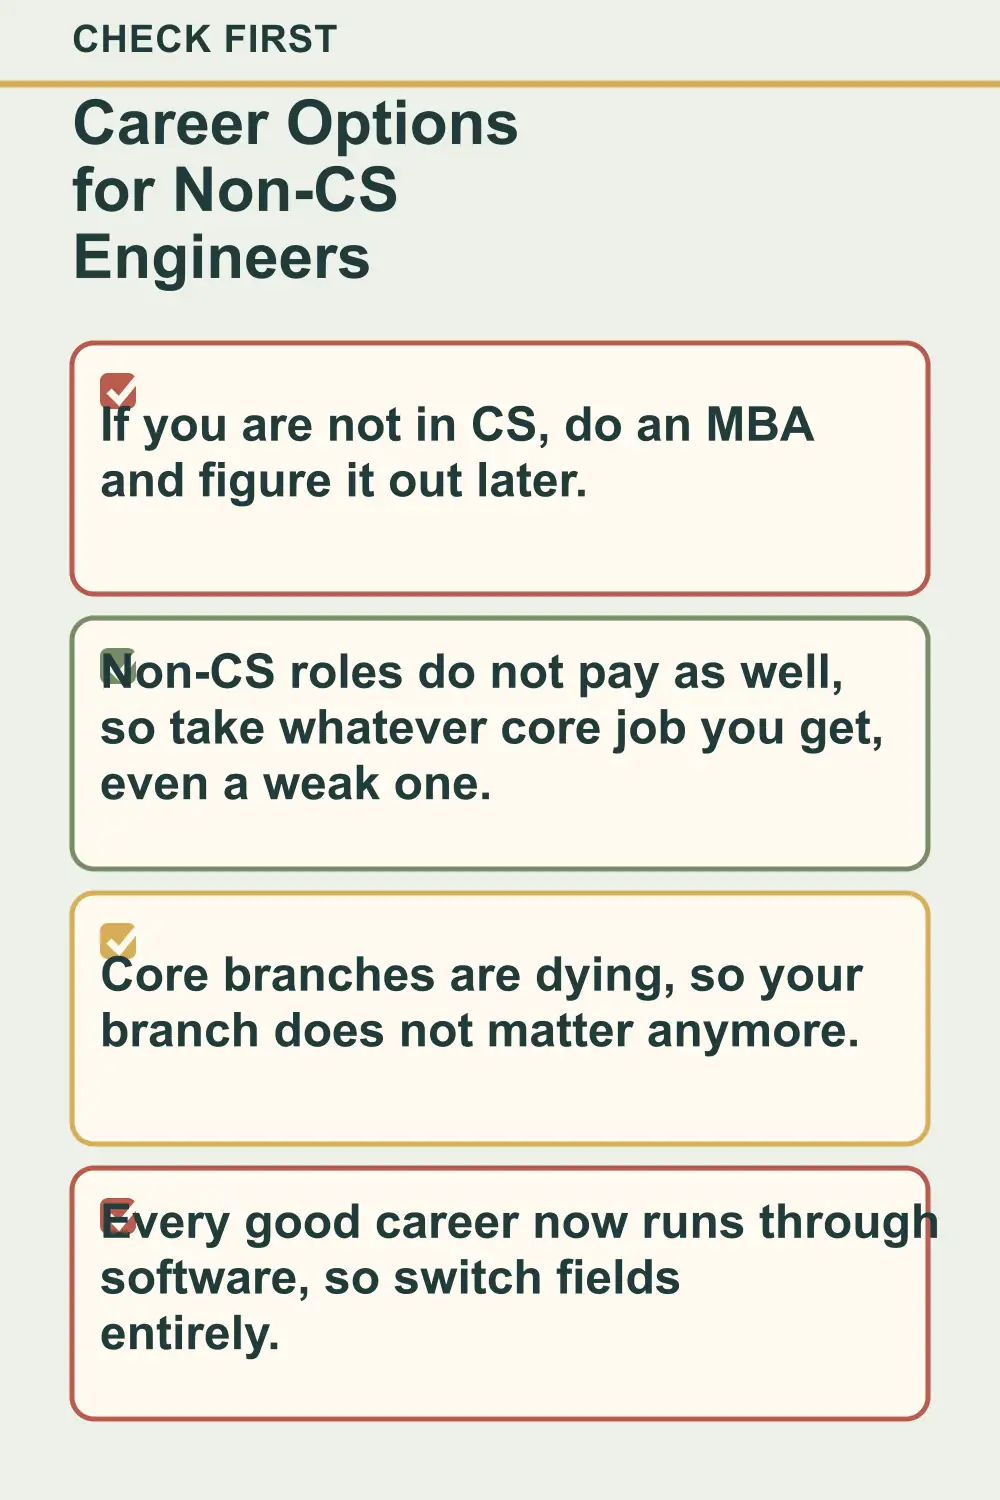 CHECK FIRST
Career Options
for Non-CS
Engineers
If you are not in CS, do an MBA
and figure it out later.
Non-CS roles do not pay as well,
so take whatever core job you get,
even a weak one.
Core branches are dying, so your
branch does not matter anymore.
Every good career now runs through
software, so switch fields
entirely.